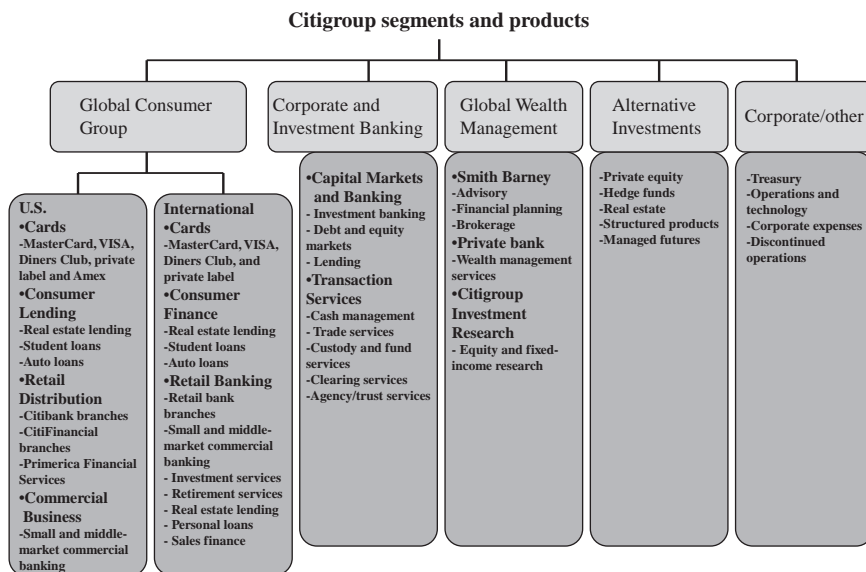 Citigroup segments and products
Global Consumer
Group
Corporate and
Investment Banking
Global Wealth
Management
Alternative
Investments
Corporate/other
U.S.
•Cards
-MasterCard, VISA,
Diners Club, private
label and Amex
•Consumer
Lending
-Real estate lending
-Student loans
-Auto loans
•Retail
Distribution
-Citibank branches
-CitiFinancial
branches
-Primerica Financial
Services
•Commercial
Business
-Small and middle-
market commercial
banking
International
•Cards
-MasterCard, VISA,
Diners Club, and
private label
•Consumer
Finance
-Real estate lending
-Student loans
-Auto loans
•Retail Banking
-Retail bank
branches
-Small and middle-
market commercial
banking
- Investment services
- Retirement services
- Real estate lending
- Personal loans
- Sales finance
•Capital Markets
and Banking
- Investment banking
- Debt and equity
markets
- Lending
•Transaction
Services
-Cash management
- Trade services
-Custody and fund
services
-Clearing services
-Agency/trust services
•Smith Barney
-Advisory
-Financial planning
-Brokerage
•Private bank
-Wealth management
services
•Citigroup
Investment
Research
- Equity and fixed-
income research
-Private equity
-Hedge funds
-Real estate
-Structured products
-Managed futures
-Treasury
-Operations and
technology
-Corporate expenses
-Discontinued
operations